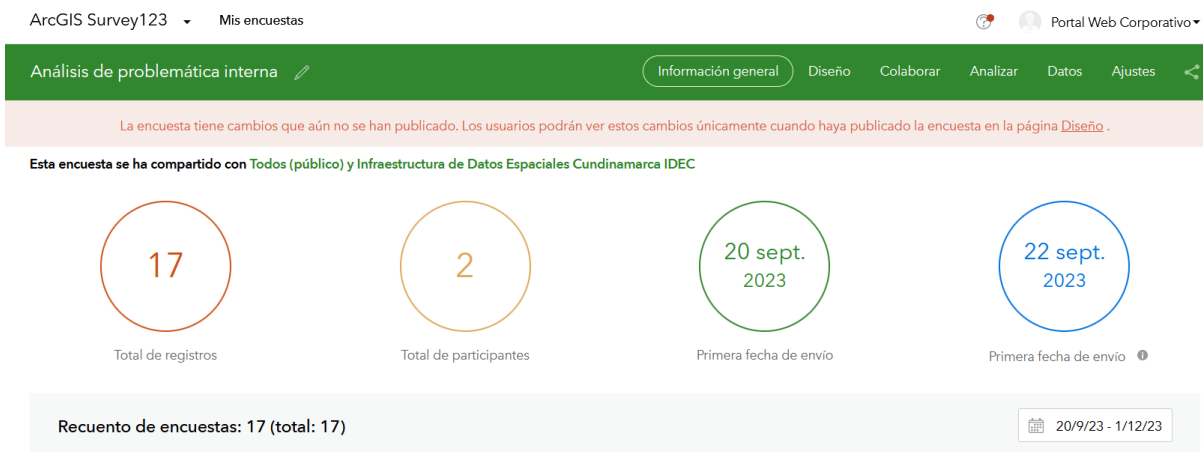 ArcGIS Survey123 Mis encuestas Portal Web Corporativo
Análisis de problemática interna Información general Diseño Colaborar Analizar Datos Ajustes
La encuesta tiene cambios que aún no se han publicado. Los usuarios podrán ver estos cambios únicamente cuando haya publicado la encuesta en la página Diseño .
Esta encuesta se ha compartido con Todos (público) y Infraestructura de Datos Espaciales Cundinamarca IDEC
17
Total de registros
2
Total de participantes
20 sept.
2023
Primera fecha de envío
22 sept.
2023
Primera fecha de envío
Recuento de encuestas: 17 (total: 17) 20/9/23 - 1/12/23